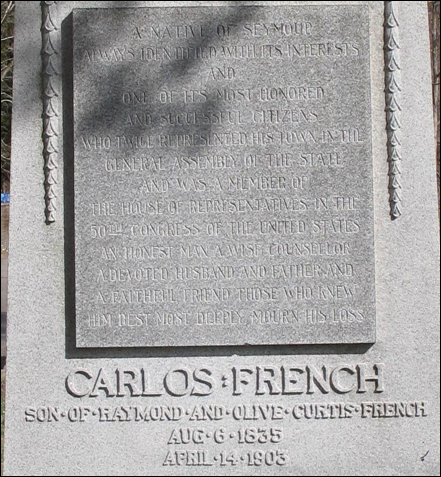 A NATIVE OF SEYMOUR
ALWAYS IDENTIFIED WITH ITS INTERESTS
AND
ONE OF ITS MOST HONORED
AND SUCCESSFUL CITIZENS
WHO TWICE REPRESENTED HIS TOWN IN THE
GENERAL ASSEMBLY OF THE STATE
AND WAS A MEMBER OF
THE HOUSE OF REPRESENTATIVES IN THE
50TH CONGRESS OF THE UNITED STATES
AN HONEST MAN A WISE COUNSELLOR
A DEVOTED HUSBAND AND FATHER AND
A FAITHFUL FRIEND THOSE WHO KNEW
HIM BEST MOST DEEPLY MOURN HIS LOSS
CARLOS·FRENCH
SON·OF·RAYMOND·AND·OLIVE·CURTIS·FRENCH
AUG·6·1835
APRIL·14·1903